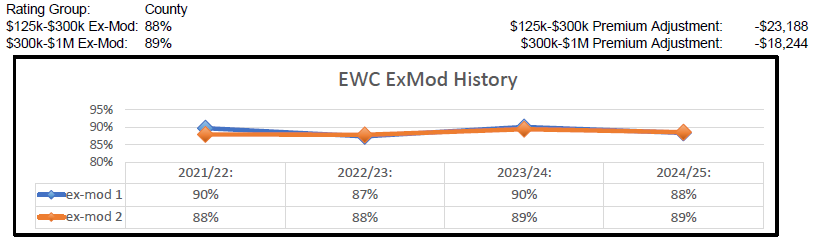 Rating Group: County
$125k-$300k Ex-Mod: 88% $125k-$300k Premium Adjustment: -$23,188
$300k-$1M Ex-Mod: 89% $300k-$1M Premium Adjustment: -$18,244
EWC ExMod History
95%
90%
85%
80%
2021/22: 2022/23: 2023/24: 2024/25:
ex-mod 1 90% 87% 90% 88%
ex-mod 2 88% 88% 89% 89%